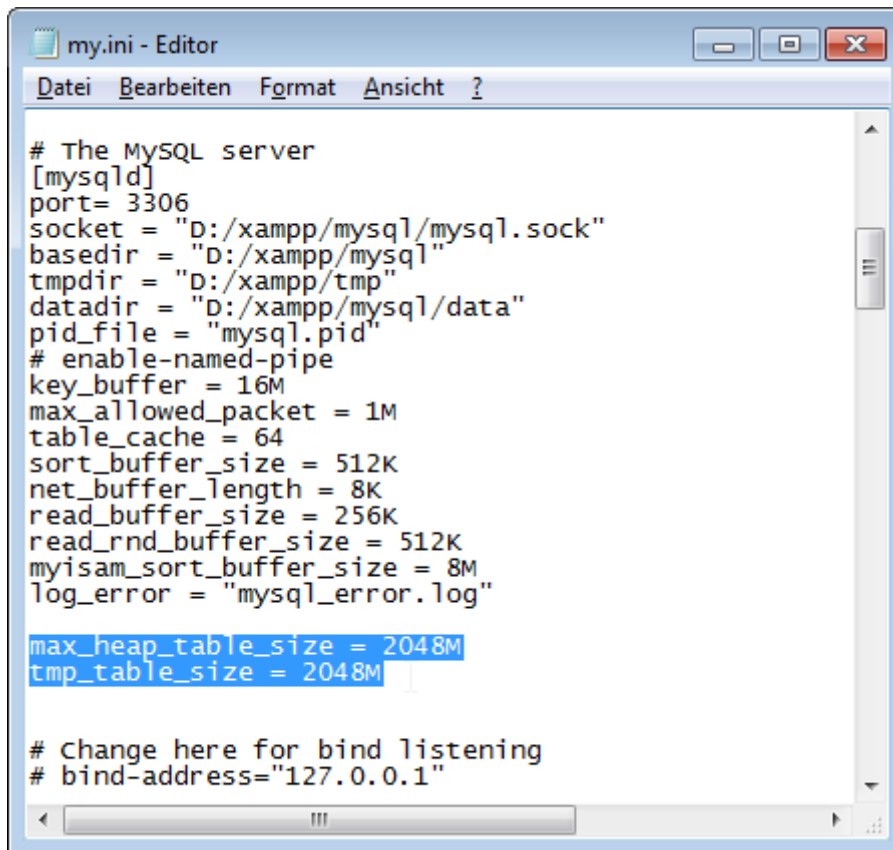 my.ini - Editor
Datei Bearbeiten Format Ansicht ?
# The MySQL server
[mysqld]
port= 3306
socket = "D:/xampp/mysql/mysql.sock"
basedir = "D:/xampp/mysql"
tmpdir = "D:/xampp/tmp"
datadir = "D:/xampp/mysql/data"
pid_file = "mysql.pid"
# enable-named-pipe
key_buffer = 16M
max_allowed_packet = 1M
table_cache = 64
sort_buffer_size = 512K
net_buffer_length = 8K
read_buffer_size = 256K
read_rnd_buffer_size = 512K
myisam_sort_buffer_size = 8M
log_error = "mysql_error.log"
max_heap_table_size = 2048M
tmp_table_size = 2048M
# Change here for bind listening
# bind-address="127.0.0.1"